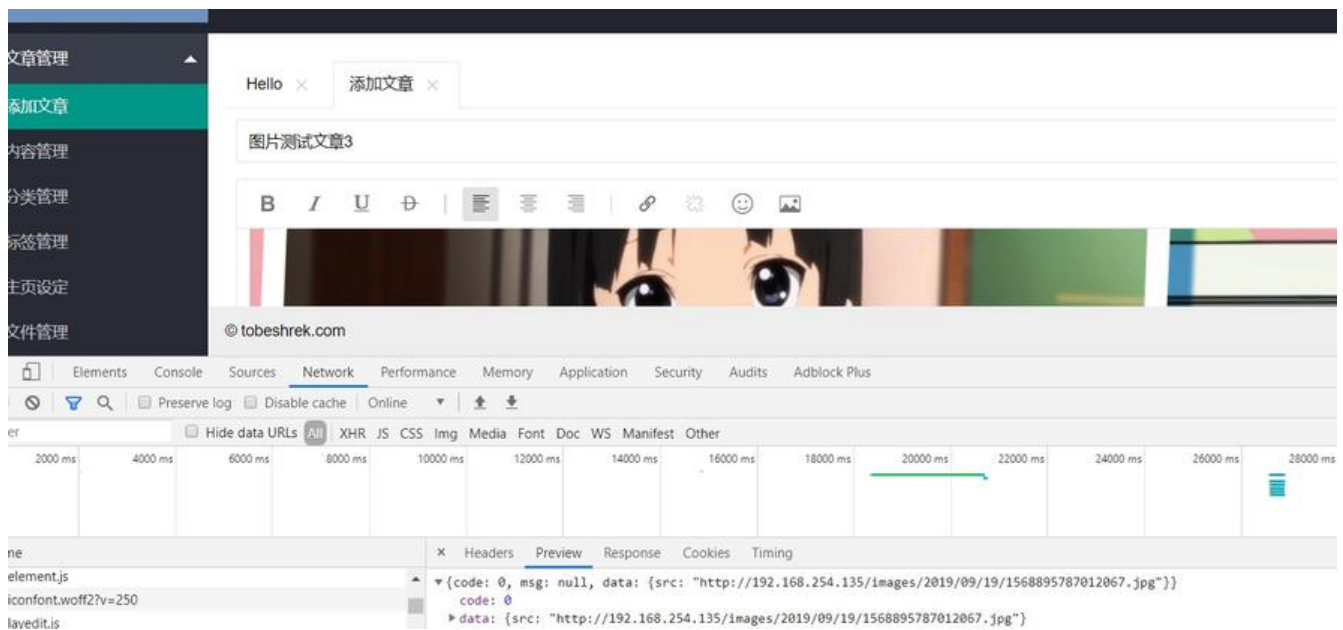 文章管理
Hello × 添加文章 ×
添加文章
图片测试文章3
内容管理
分类管理
B I U D
标签管理
主页设定
文件管理
© tobeshrek.com
Elements Console Sources Network Performance Memory Application Security Audits Adblock Plus
Preserve log Disable cache Online
er Hide data URLs All XHR JS CSS Img Media Font Doc WS Manifest Other
2000 ms 4000 ms 6000 ms 8000 ms 10000 ms 12000 ms 14000 ms 16000 ms 18000 ms 20000 ms 22000 ms 24000 ms 26000 ms 28000 ms
ne × Headers Preview Response Cookies Timing
element.js
{code: 0, msg: null, data: {src: "http://192.168.254.135/images/2019/09/19/1568895787012067.jpg"}}
iconfont.woff2?v=250
code: 0
layedit.js
data: {src: "http://192.168.254.135/images/2019/09/19/1568895787012067.jpg"}